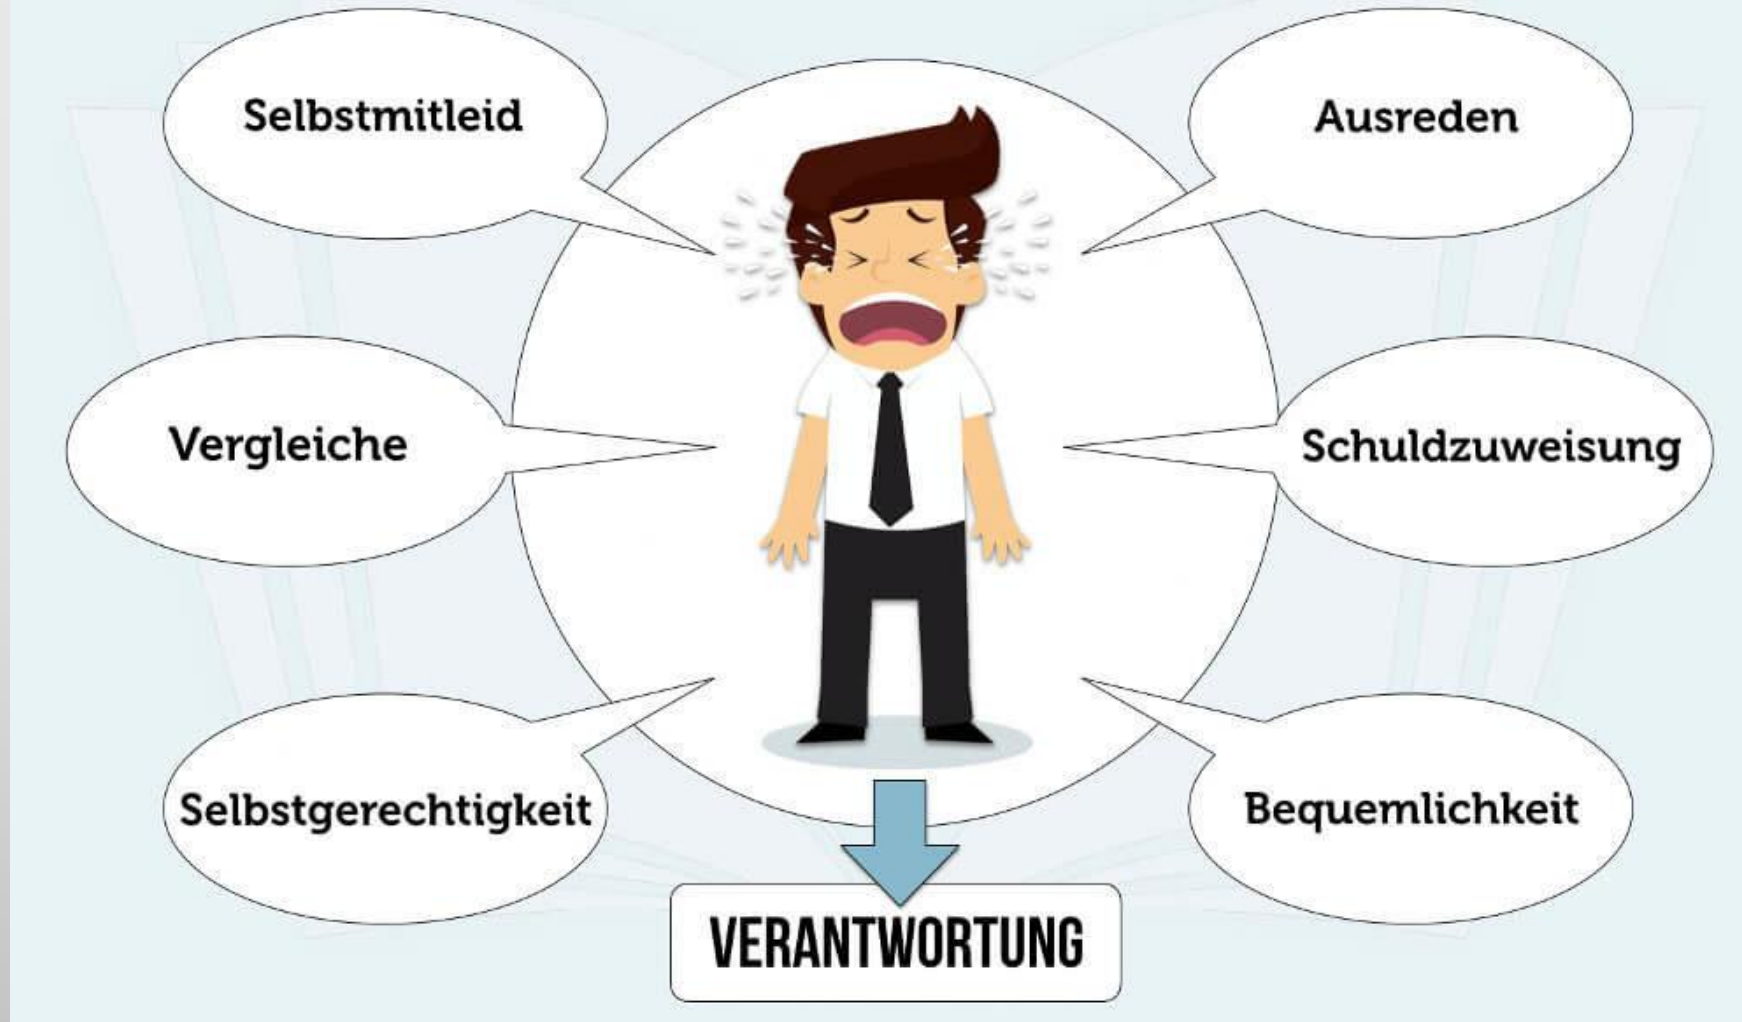 Selbstmitleid
Ausreden
Vergleiche
Schuldzuweisung
Selbstgerechtigkeit
Bequemlichkeit
VERANTWORTUNG